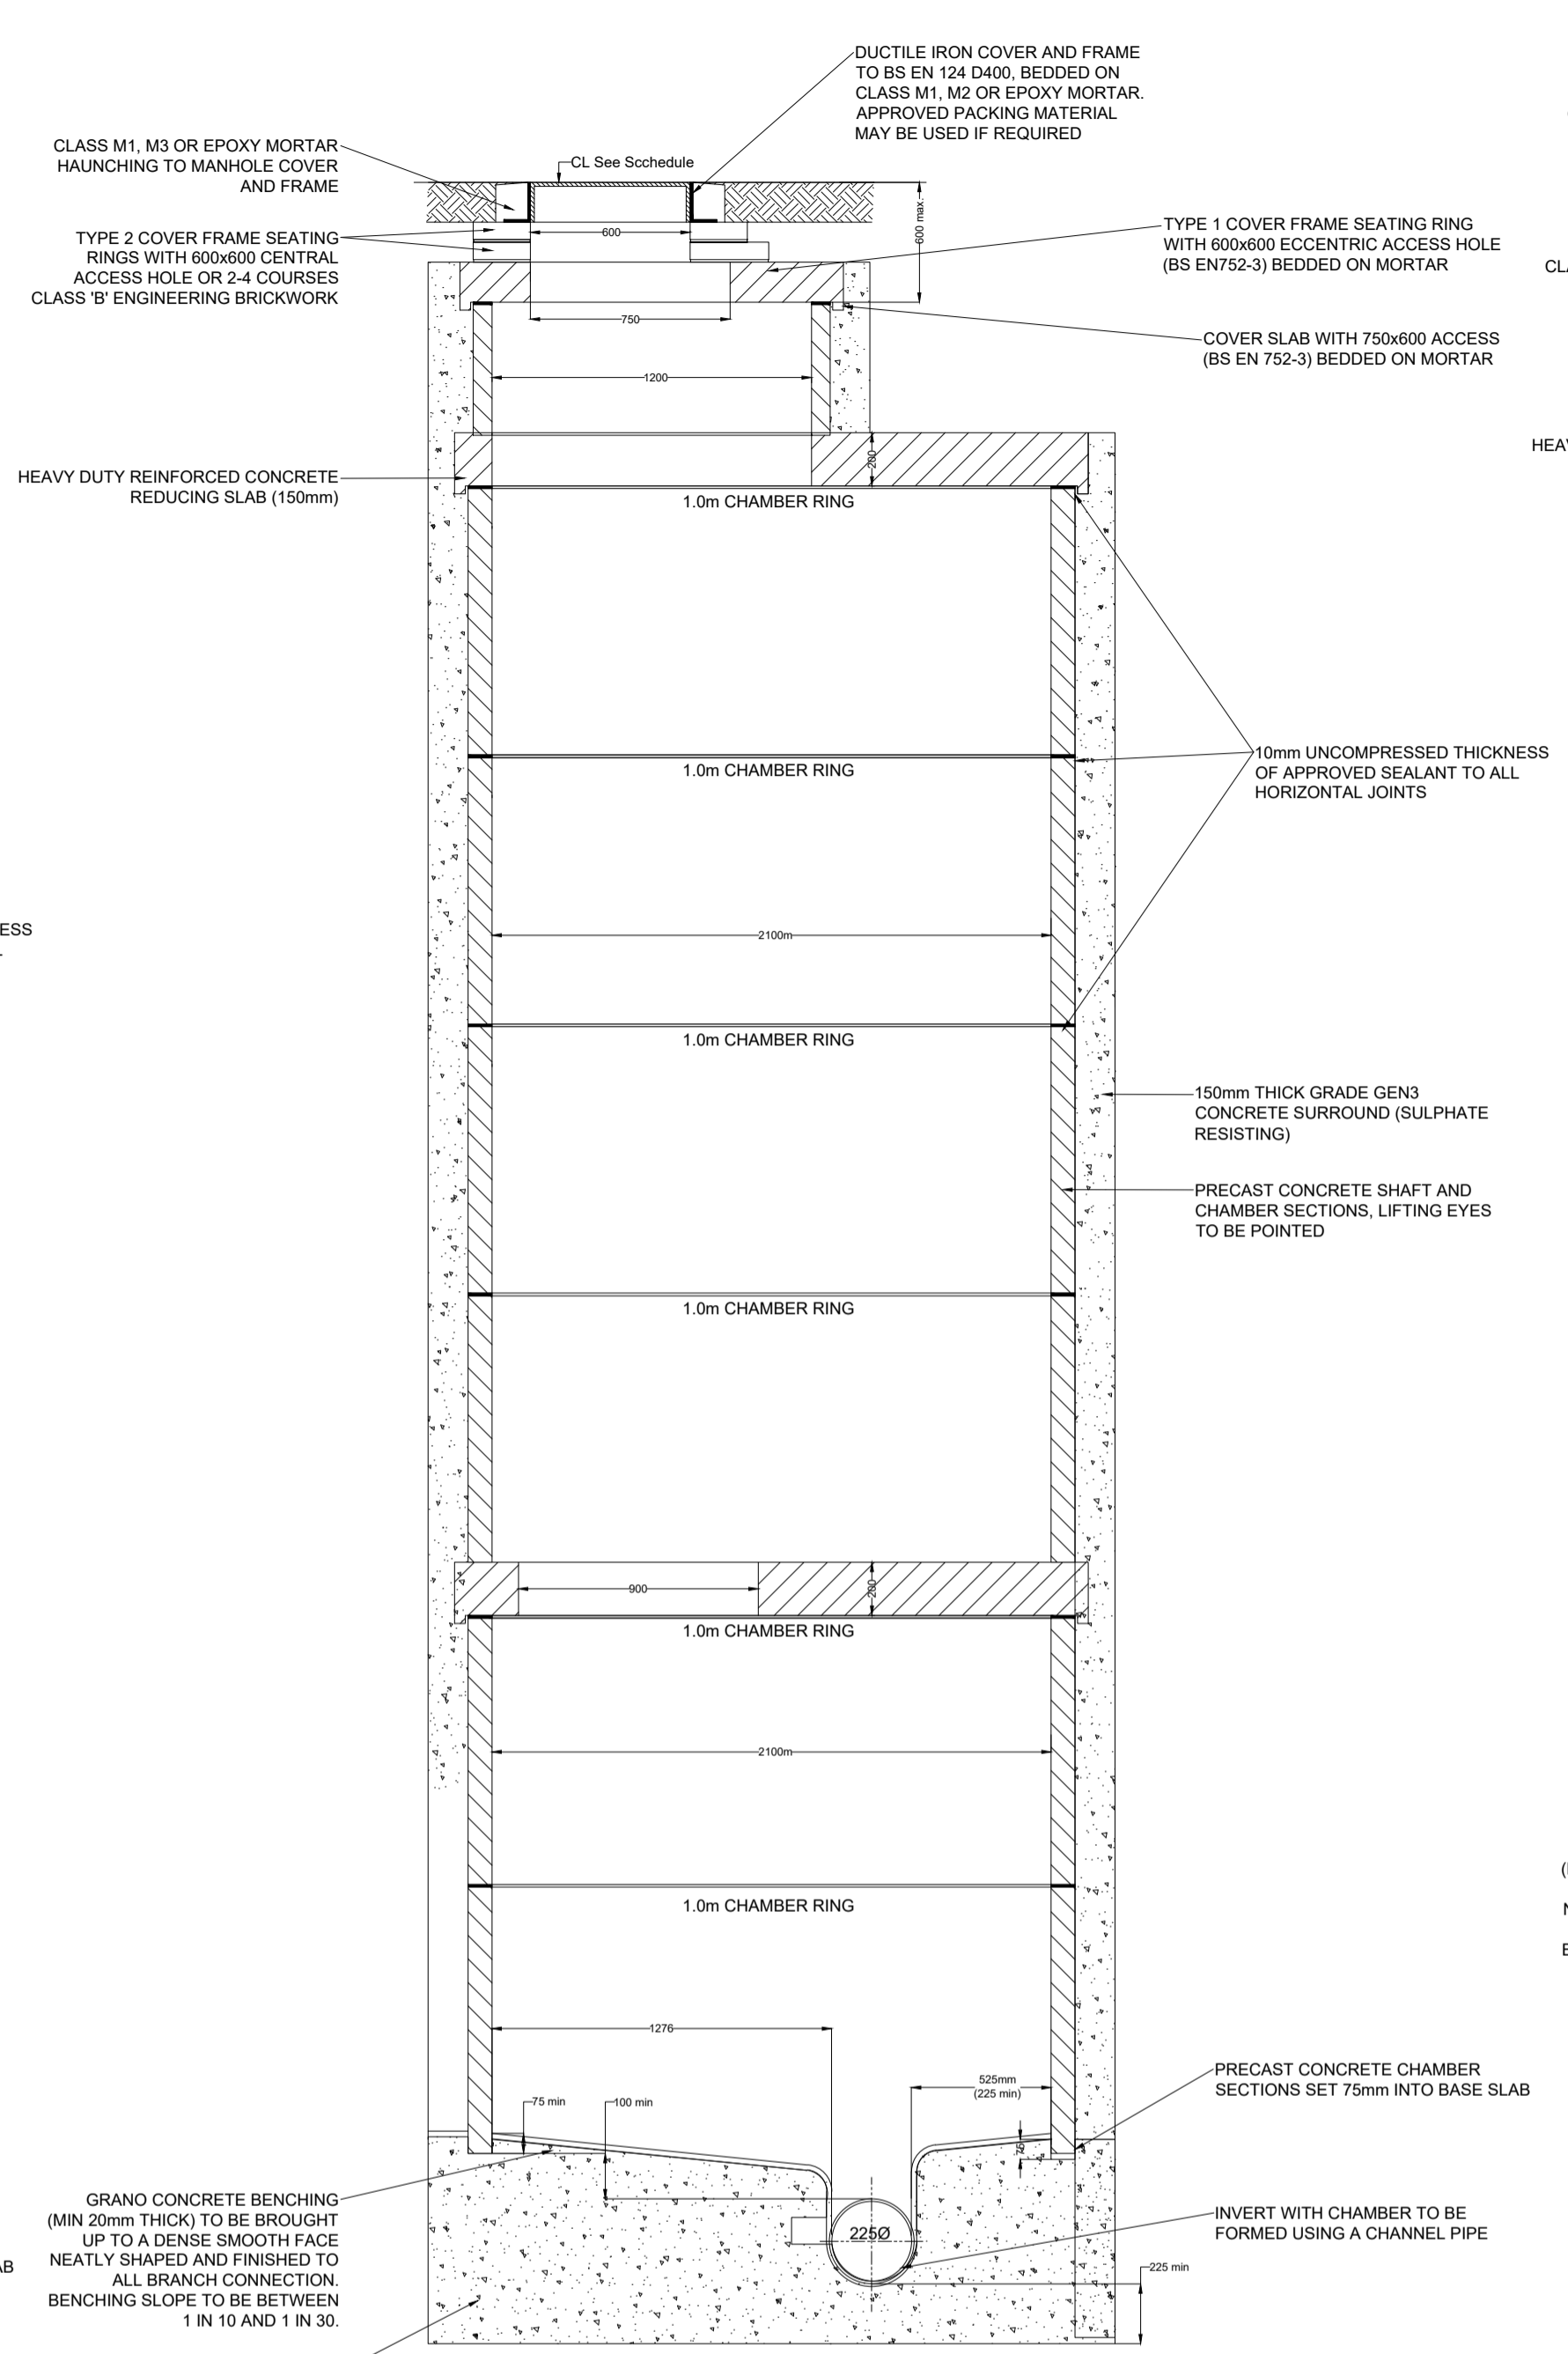 DUCTILE IRON COVER AND FRAME
TO BS EN 124 D400, BEDDED ON
CLASS M1, M2 OR EPOXY MORTAR.
APPROVED PACKING MATERIAL
MAY BE USED IF REQUIRED
CLASS M1, M3 OR EPOXY MORTAR
HAUNCHING TO MANHOLE COVER
AND FRAME
CL See Scchedule
TYPE 2 COVER FRAME SEATING
RINGS WITH 600x600 CENTRAL
ACCESS HOLE OR 2-4 COURSES
CLASS 'B' ENGINEERING BRICKWORK
600
600 max.
TYPE 1 COVER FRAME SEATING RING
WITH 600x600 ECCENTRIC ACCESS HOLE
(BS EN752-3) BEDDED ON MORTAR
CLA
750
COVER SLAB WITH 750x600 ACCESS
(BS EN 752-3) BEDDED ON MORTAR
1200
HEAVY DUTY REINFORCED CONCRETE
REDUCING SLAB (150mm)
200
HEA
1.0m CHAMBER RING
1.0m CHAMBER RING
10mm UNCOMPRESSED THICKNESS
OF APPROVED SEALANT TO ALL
HORIZONTAL JOINTS
ESS
2100m
1.0m CHAMBER RING
150mm THICK GRADE GEN3
CONCRETE SURROUND (SULPHATE
RESISTING)
PRECAST CONCRETE SHAFT AND
CHAMBER SECTIONS, LIFTING EYES
TO BE POINTED
1.0m CHAMBER RING
900
200
1.0m CHAMBER RING
2100m
1.0m CHAMBER RING
1276
75 min
100 min
525mm
(225 min)
75
PRECAST CONCRETE CHAMBER
SECTIONS SET 75mm INTO BASE SLAB
GRANO CONCRETE BENCHING
(MIN 20mm THICK) TO BE BROUGHT
UP TO A DENSE SMOOTH FACE
NEATLY SHAPED AND FINISHED TO
ALL BRANCH CONNECTION.
BENCHING SLOPE TO BE BETWEEN
1 IN 10 AND 1 IN 30.
225Ø
INVERT WITH CHAMBER TO BE
FORMED USING A CHANNEL PIPE
225 min
AB